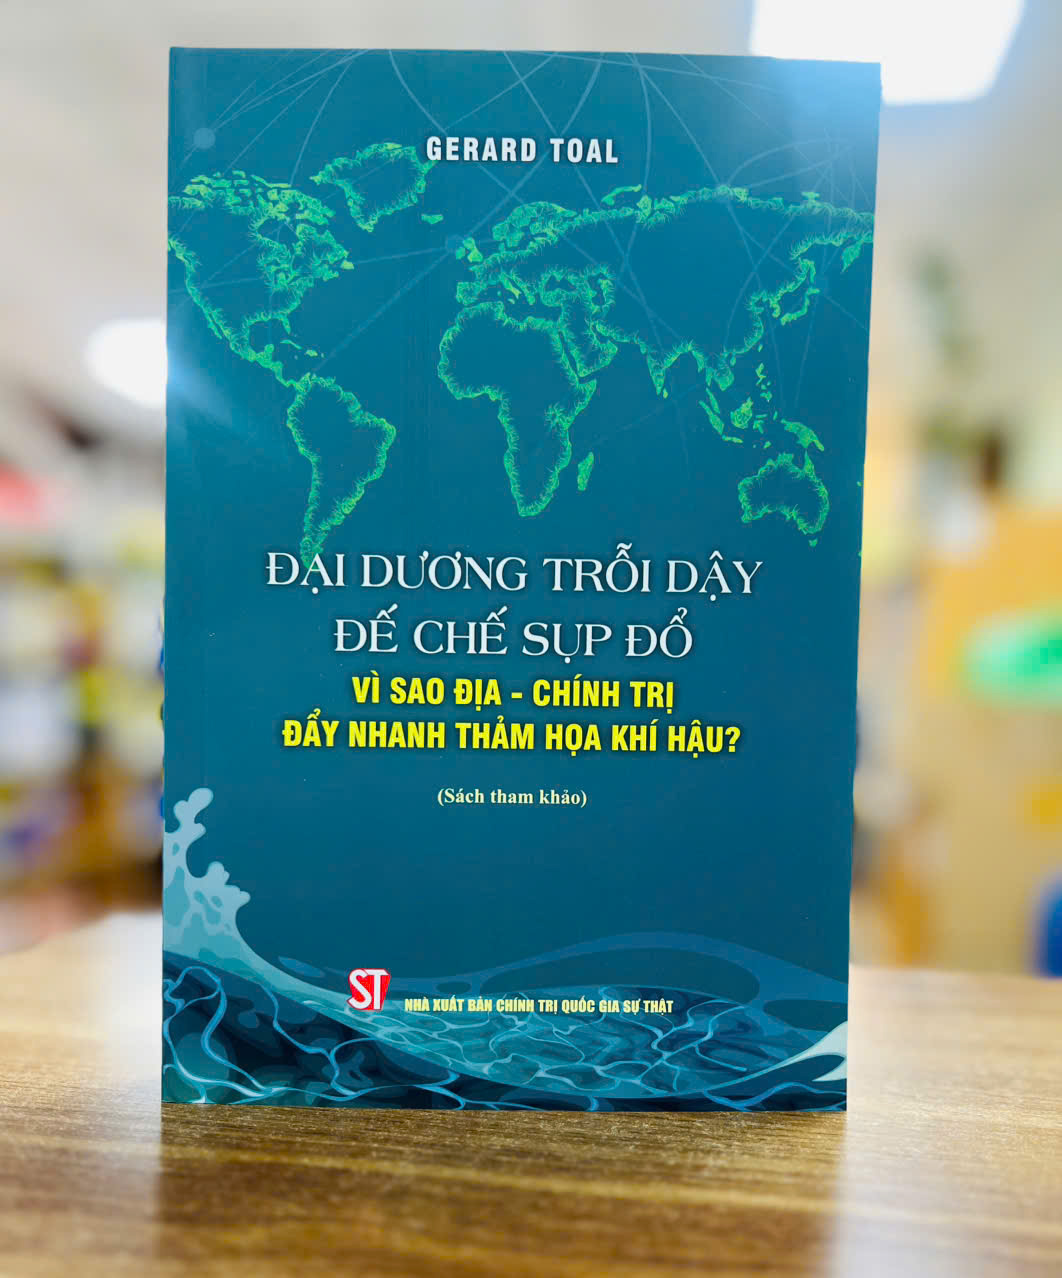 GERARD TOAL
ĐẠI DƯƠNG TRỖI DẬY
ĐẾ CHẾ SỤP ĐỔ
VÌ SAO ĐỊA - CHÍNH TRỊ
ĐẨY NHANH THẢM HỌA KHÍ HẬU?
(Sách tham khảo)
ST
NHÀ XUẤT BẢN CHÍNH TRỊ QUỐC GIA SỰ THẬT